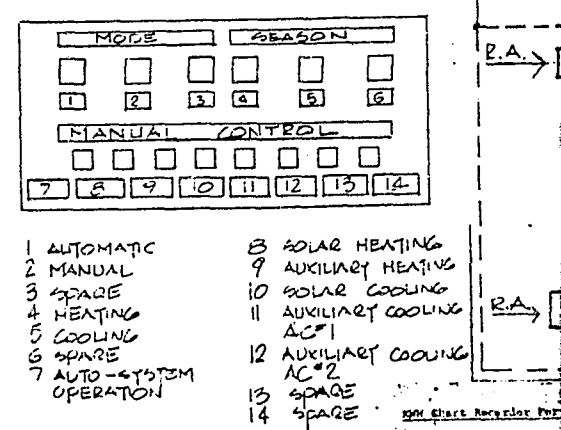 MODE SEASON
1 2 3 4 5 6
MANUAL CONTROL
7 8 9 10 11 12 13 14
1 AUTOMATIC
2 MANUAL
3 SPARE
4 HEATING
5 COOLING
6 SPARE
7 AUTO-SYSTEM
OPERATION
8 SOLAR HEATING
9 AUXILIARY HEATING
10 SOLAR COOLING
11 AUXILIARY COOLING
AC#1
12 AUXILIARY COOLING
AC#2
13 SPARE
14 SPARE
R.A.
R.A.
Chart Recorder